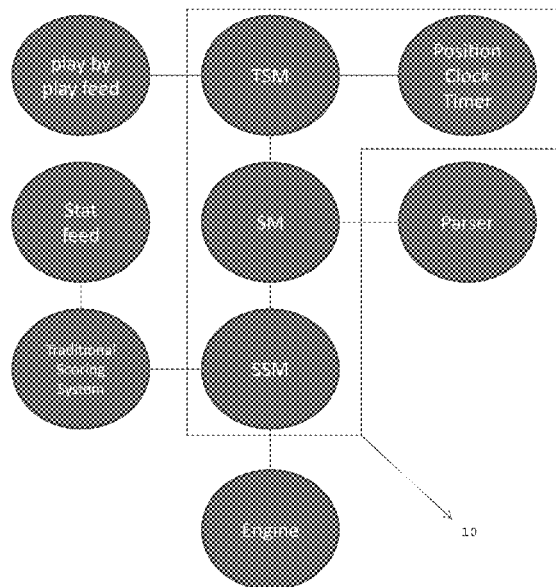 play by
play feed
TSM
Position
Clock
Timer
Stat
feed
SM
Parser
Traditional
Scoring
System
SSM
Engine
10